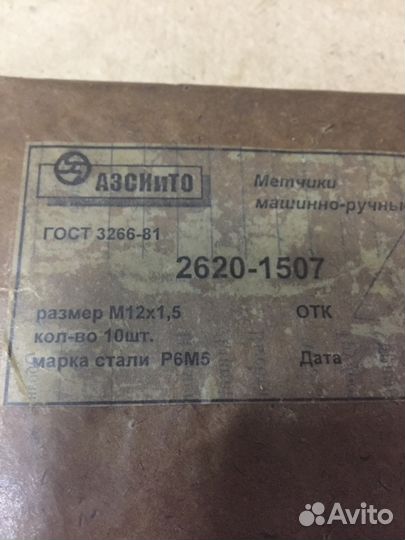 АЗСИиТО
Метчики
машинно-ручны
ГОСТ 3266-81
2620-1507
размер М12х1,5
ОТК
кол-во 10шт.
марка стали Р6М5
Дата
Avito